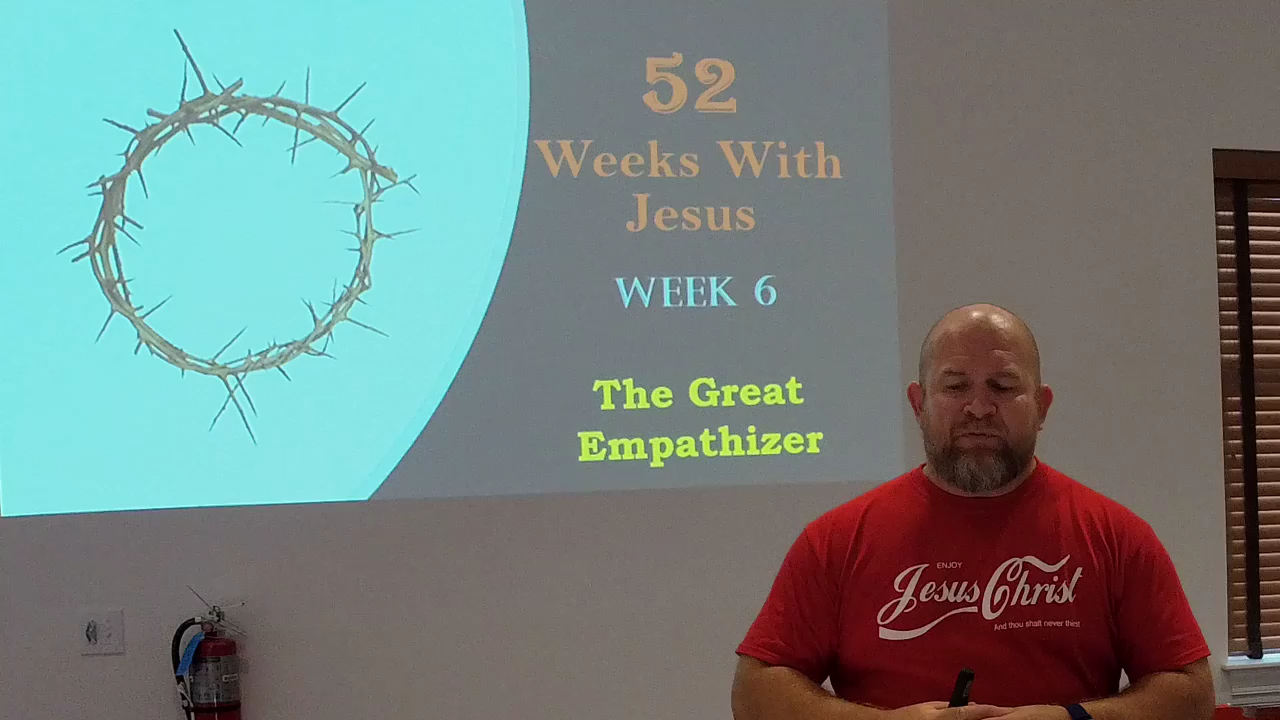 52
Weeks With
Jesus
WEEK 6
The Great
Empathizer
ENJOY
Jesus Christ
And thou shalt never thirst